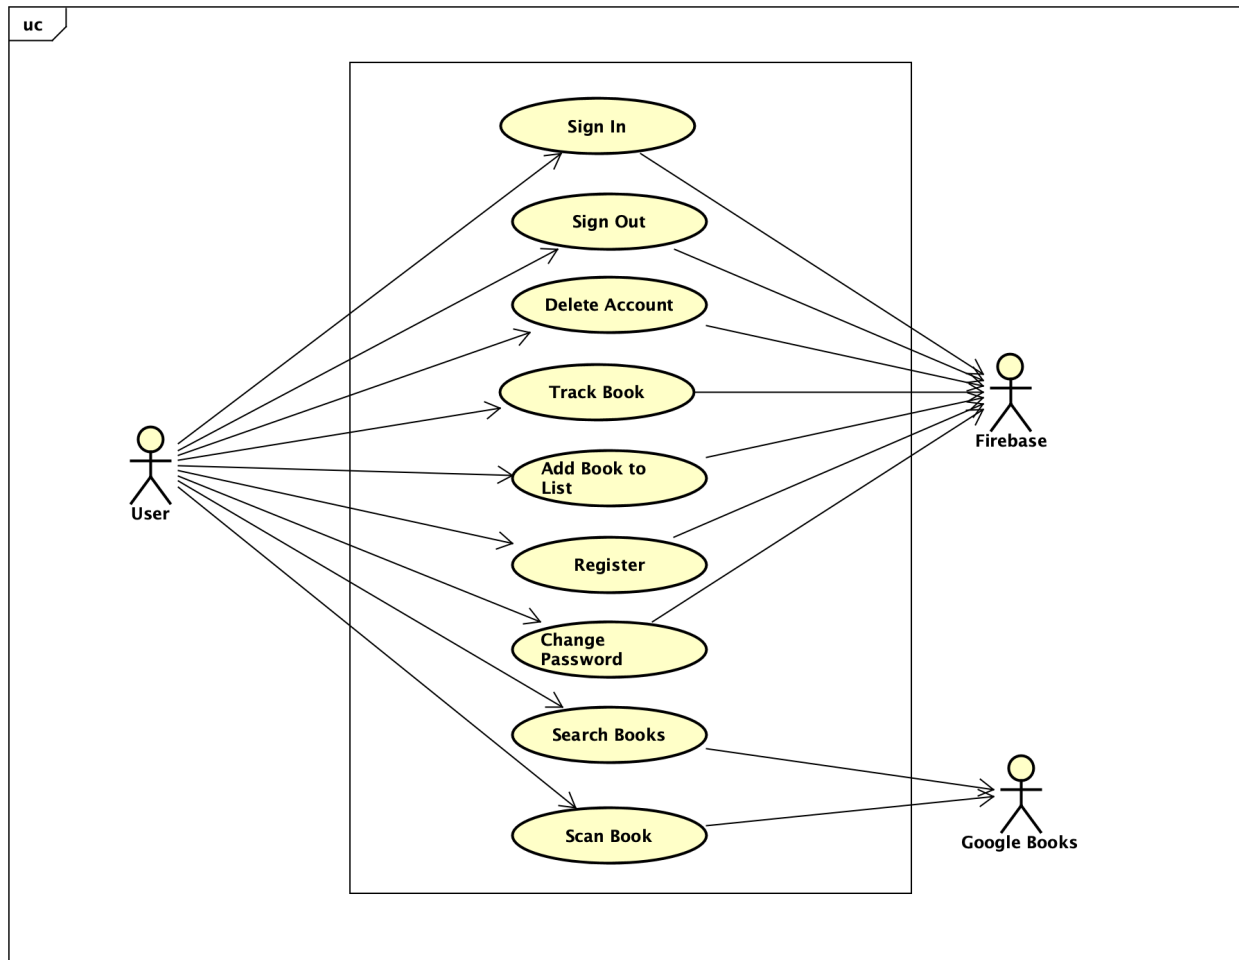 uc
Sign In
Sign Out
Delete Account
Track Book
Firebase
User
Add Book to
List
Register
Change
Password
Search Books
Scan Book
Google Books